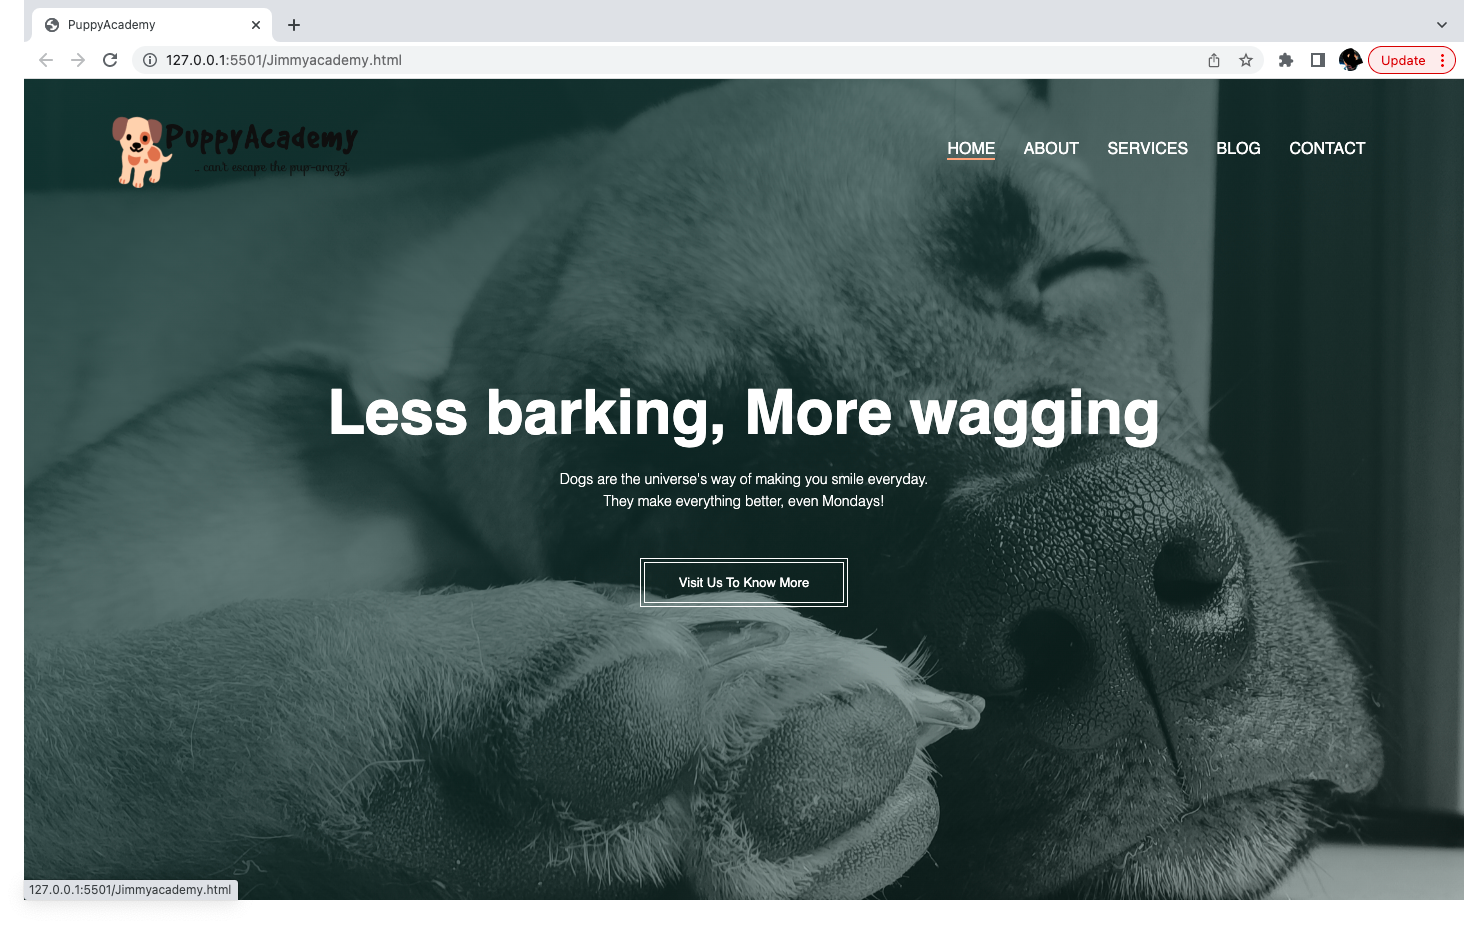 PuppyAcademy
127.0.0.1:5501/Jimmyacademy.html
Update
PuppyAcademy
.. can't escape the pup-arazzi
HOME ABOUT SERVICES BLOG CONTACT
Less barking, More wagging
Dogs are the universe's way of making you smile everyday.
They make everything better, even Mondays!
Visit Us To Know More
127.0.0.1:5501/Jimmyacademy.html